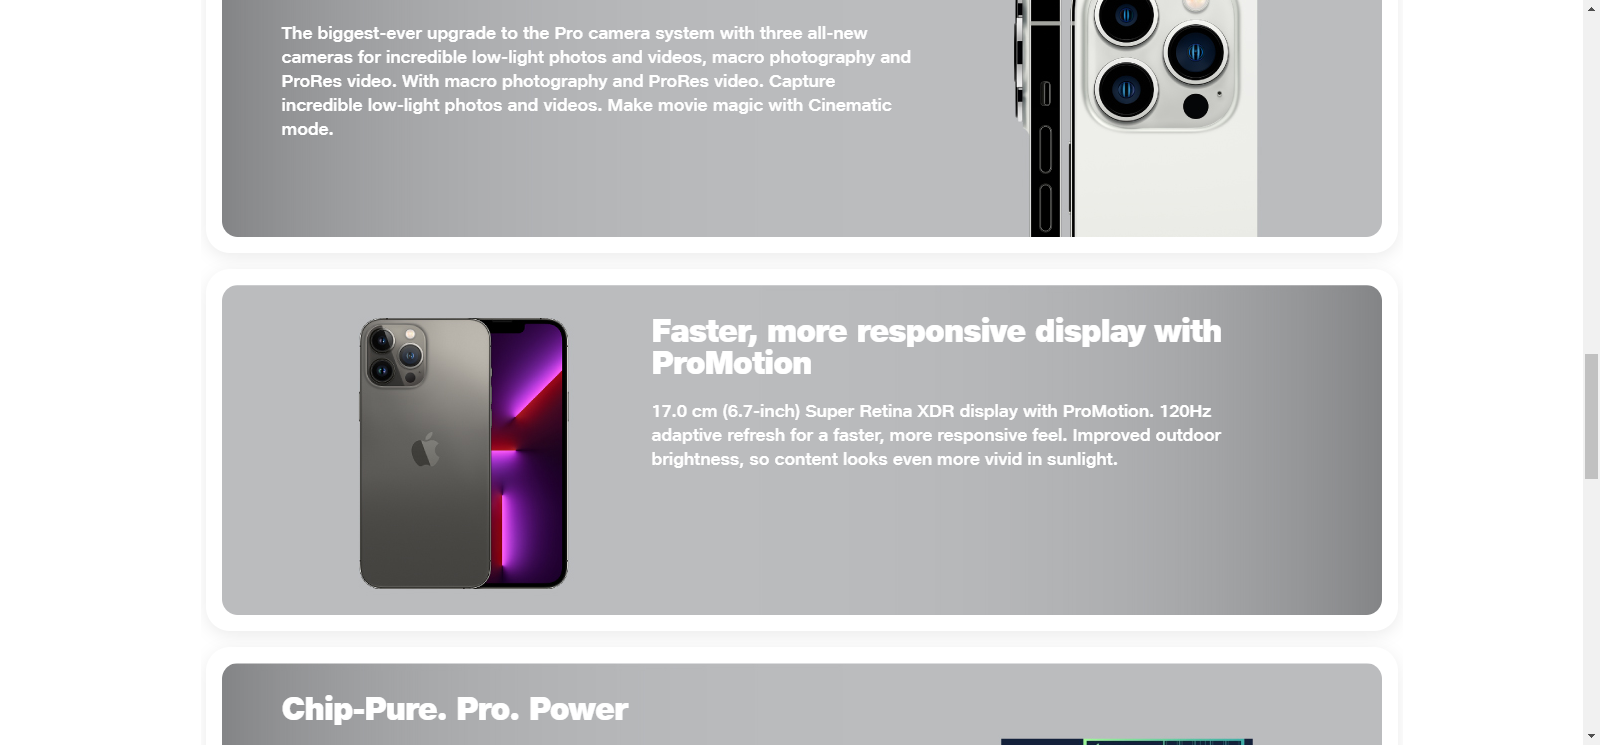 The biggest-ever upgrade to the Pro camera system with three all-new
cameras for incredible low-light photos and videos, macro photography and
ProRes video. With macro photography and ProRes video. Capture
incredible low-light photos and videos. Make movie magic with Cinematic
mode.
Faster, more responsive display with
ProMotion
17.0 cm (6.7-inch) Super Retina XDR display with ProMotion. 120Hz
adaptive refresh for a faster, more responsive feel. Improved outdoor
brightness, so content looks even more vivid in sunlight.
Chip-Pure. Pro. Power